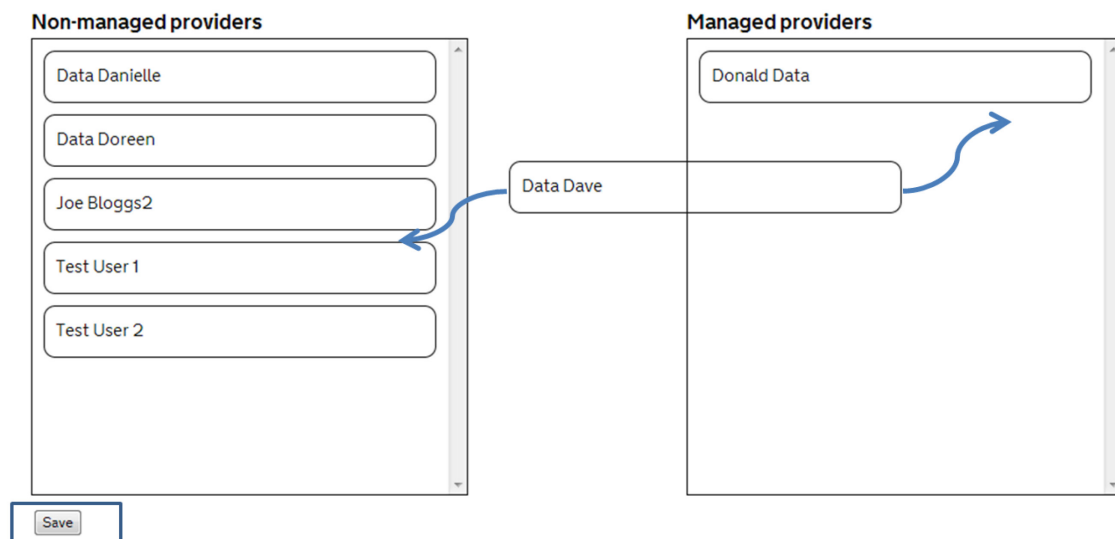 Non-managed providers
Data Danielle
Data Doreen
Joe Bloggs2
Test User 1
Test User 2
Data Dave
Managed providers
Donald Data
Save